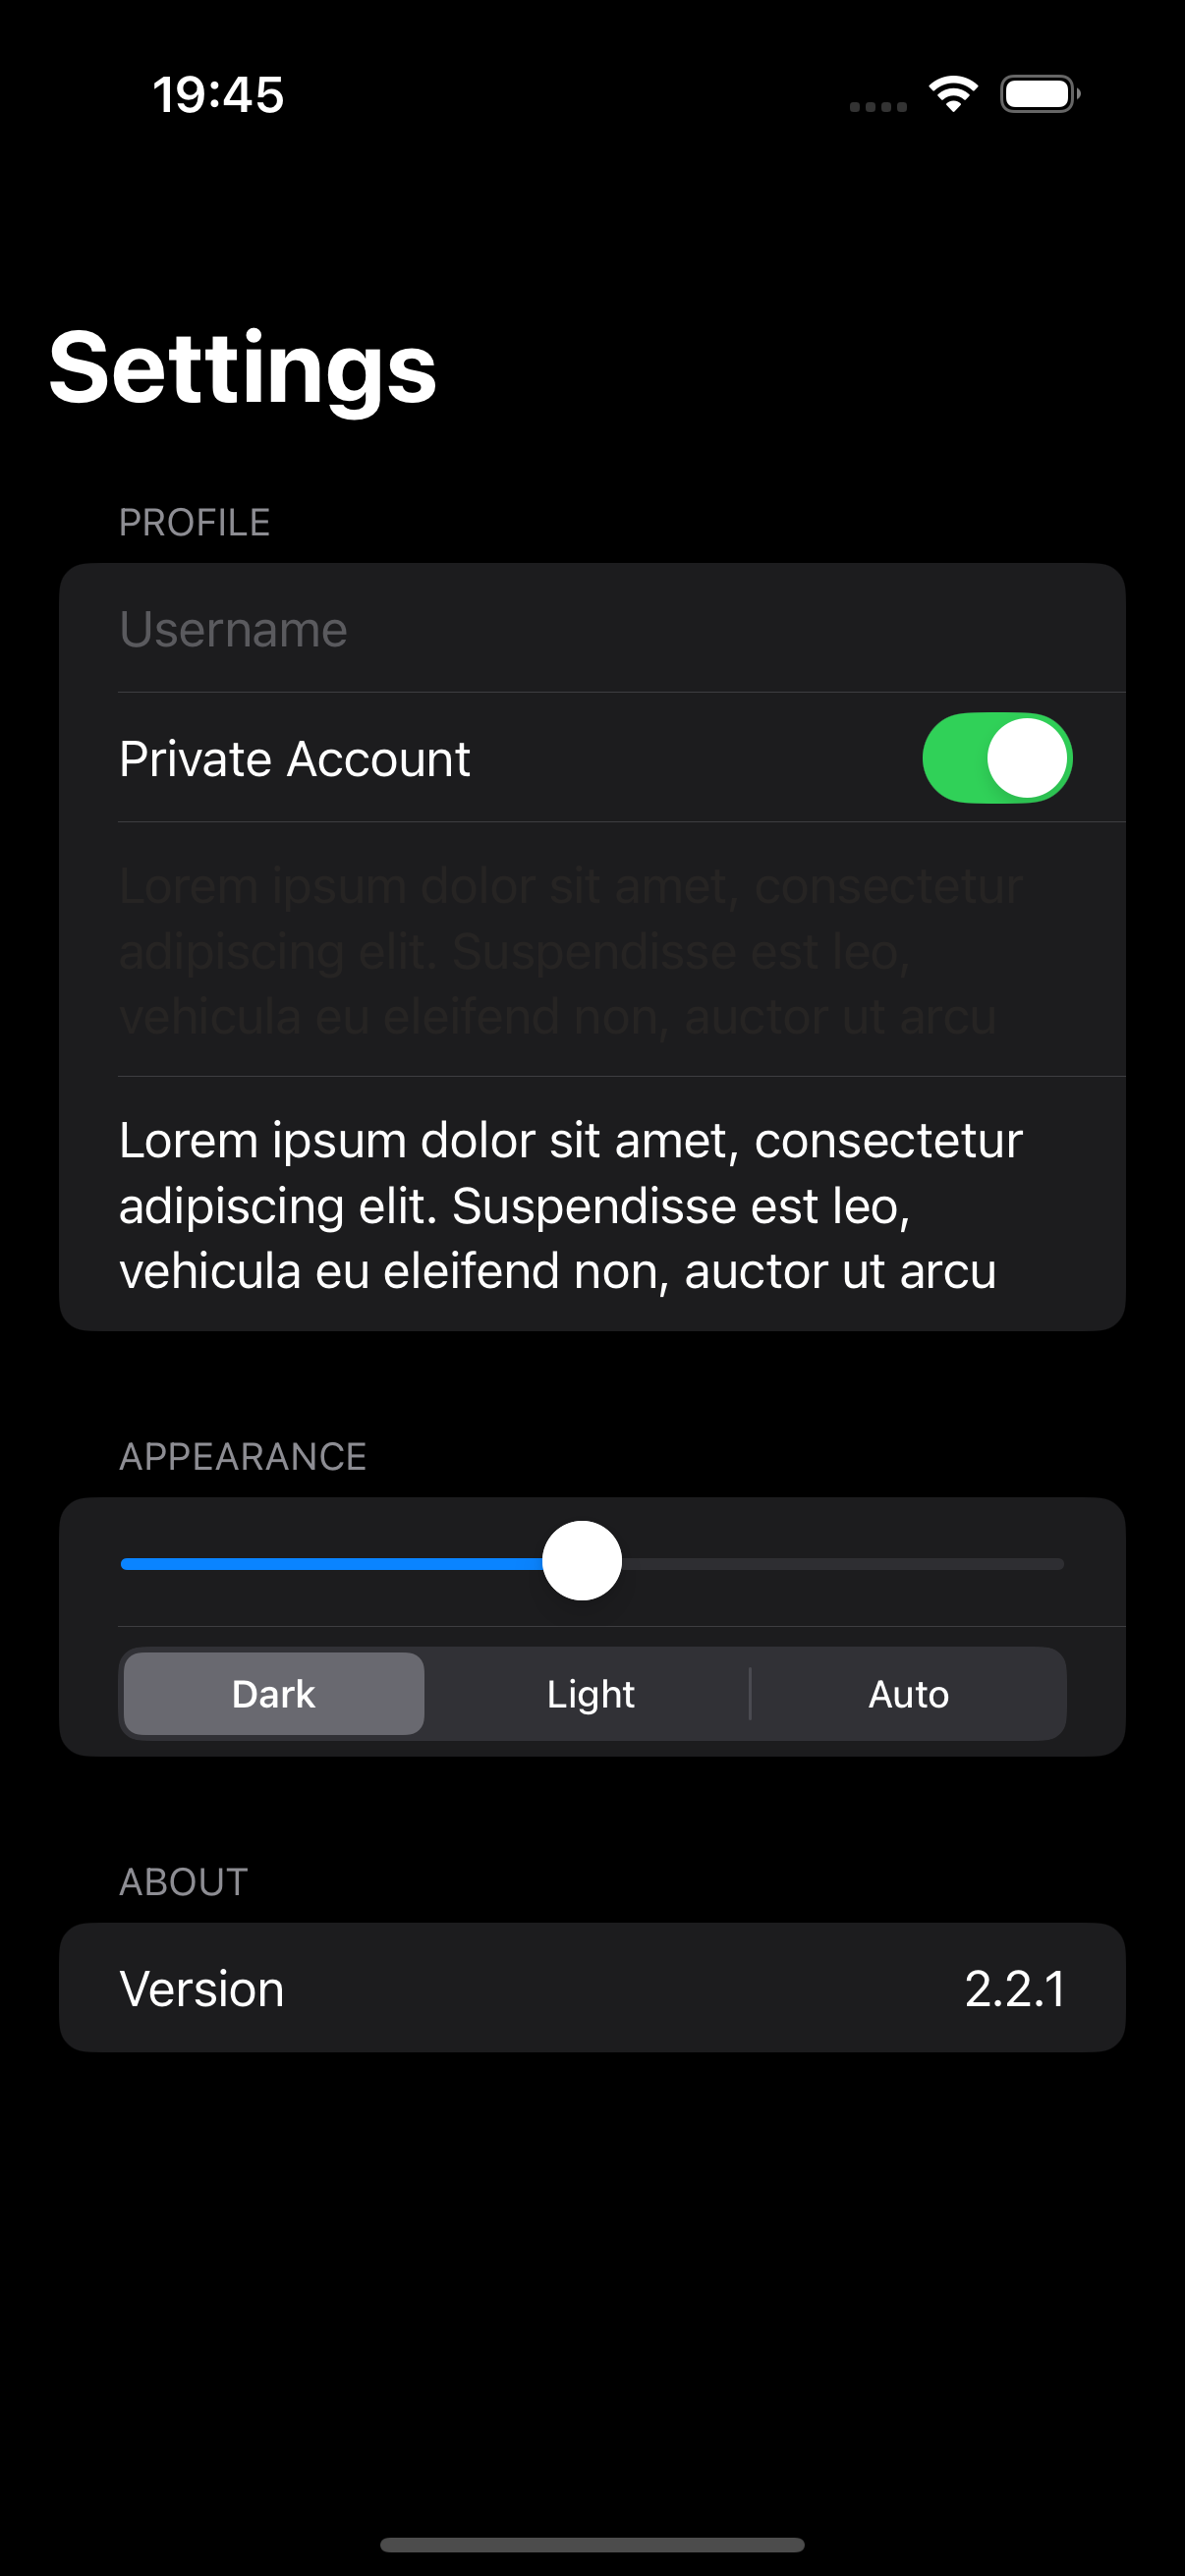 19:45
Settings
PROFILE
Username
Private Account
Lorem ipsum dolor sit amet, consectetur
adipiscing elit. Suspendisse est leo,
vehicula eu eleifend non, auctor ut arcu
Lorem ipsum dolor sit amet, consectetur
adipiscing elit. Suspendisse est leo,
vehicula eu eleifend non, auctor ut arcu
APPEARANCE
Dark Light Auto
ABOUT
Version 2.2.1